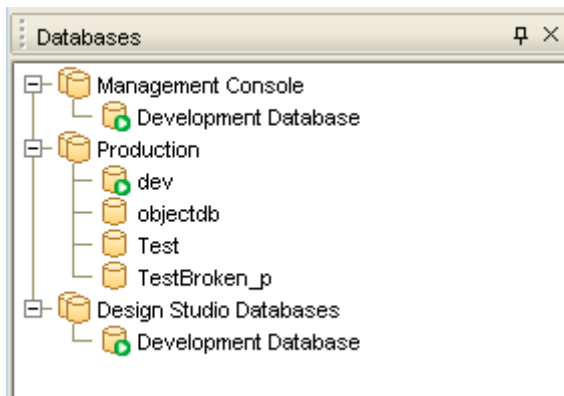 Databases
Management Console
Development Database
Production
dev
objectdb
Test
TestBroken_p
Design Studio Databases
Development Database